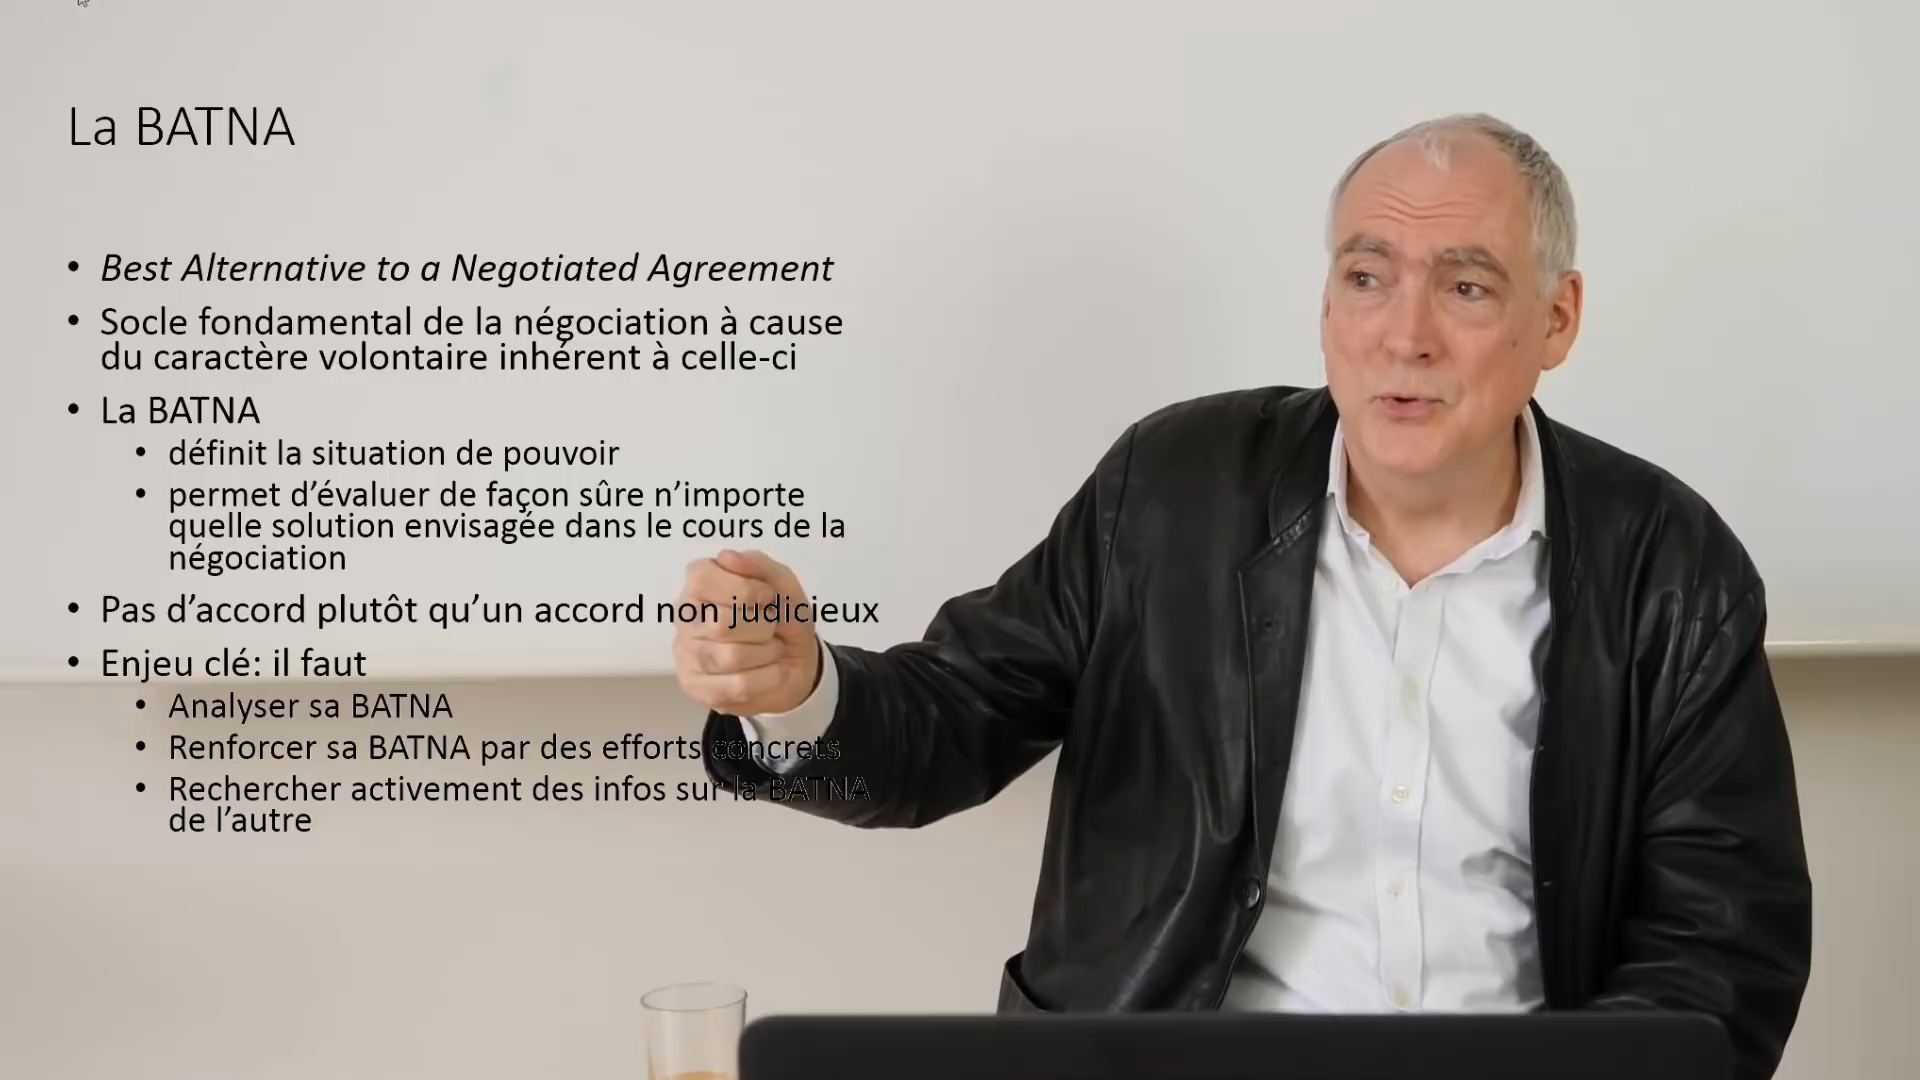 La BATNA
• Best Alternative to a Negotiated Agreement
• Socle fondamental de la négociation à cause
du caractère volontaire inhérent à celle-ci
• La BATNA
• définit la situation de pouvoir
• permet d’évaluer de façon sûre n’importe
quelle solution envisagée dans le cours de la
négociation
• Pas d’accord plutôt qu’un accord non judicieux
• Enjeu clé: il faut
• Analyser sa BATNA
• Renforcer sa BATNA par des efforts concrets
• Rechercher activement des infos sur la BATNA
de l’autre